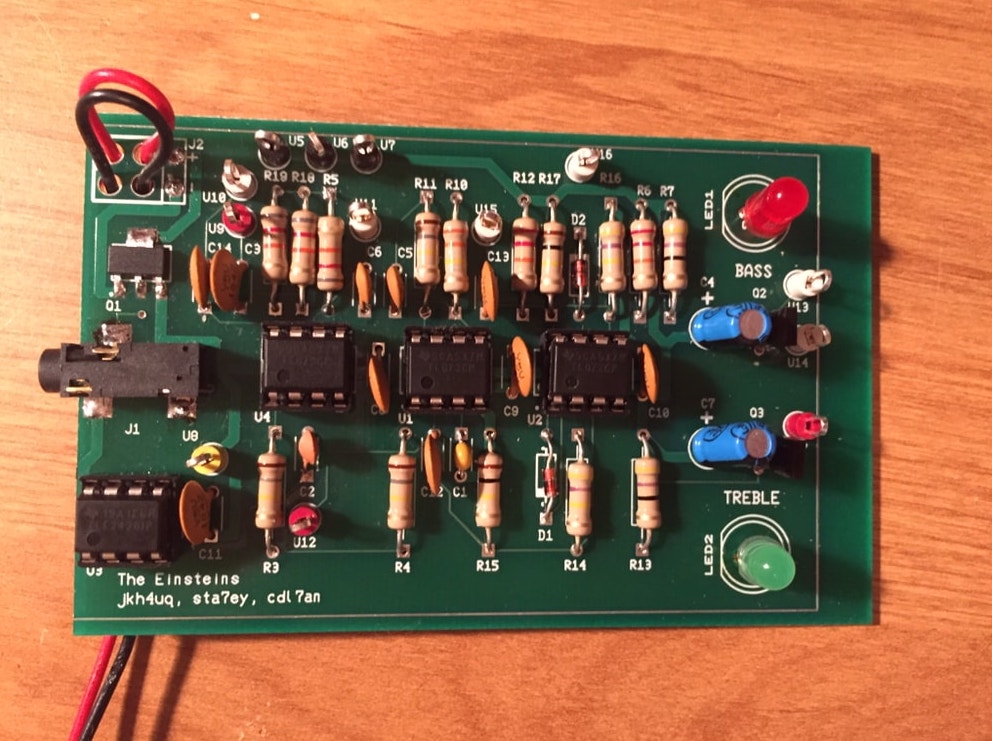 J2
U5 U6 U7
16
R19 R18 R5
R11 R10
R12 R17
R16
R6 R7
U10
U9
U15
D2
LED1
C14 C3
C6 C5
C13
BASS
C4
+
Q2
U13
Q1
U14
C7
+
Q3
J1
U8
U4
U1
C9
U2
C10
TREBLE
C2
C1
U12
C11
D1
LED2
R3 R4 R15 R14 R13
The Einsteins
jkh4uq, sta7ey, cdl7an